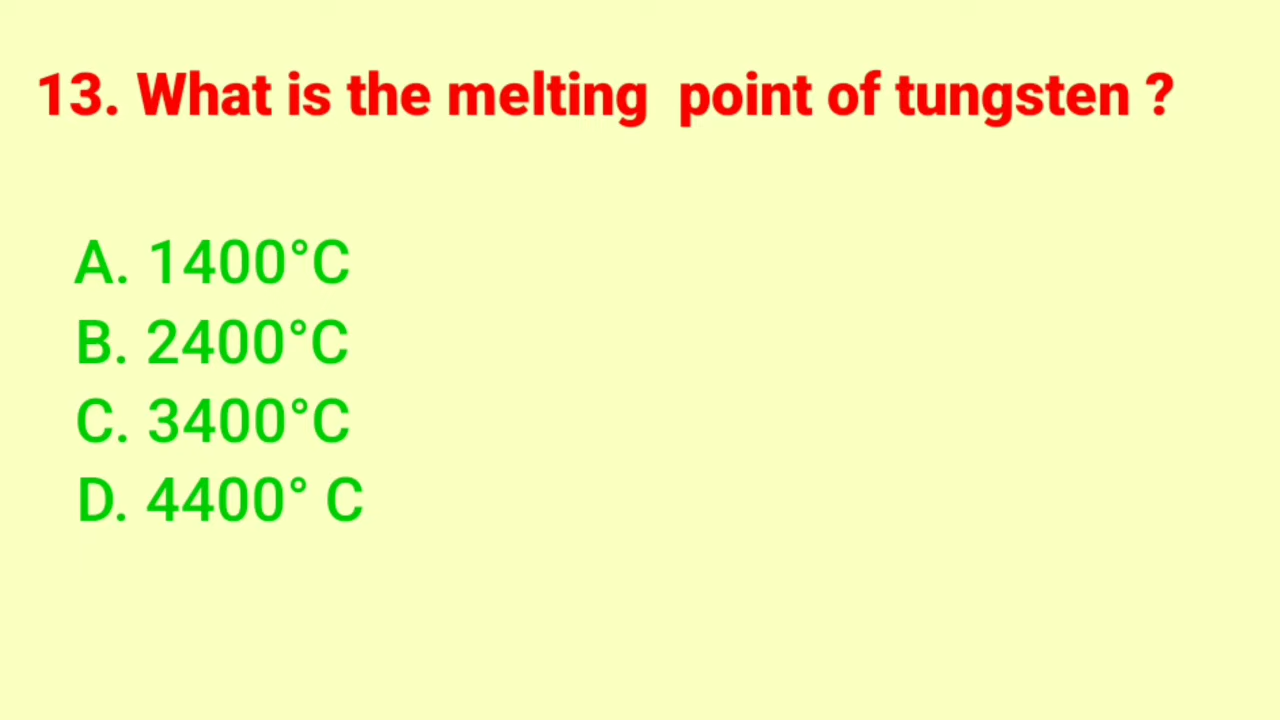 13. What is the melting  point of tungsten ?
A. 1400°C
B. 2400°C
C. 3400°C
D. 4400° C